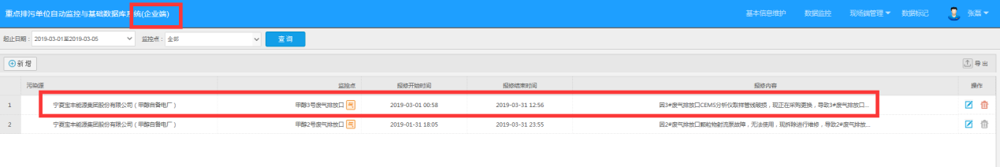 重点排污单位自动监控与基础数据库系统(企业端) 基本信息维护 数据监控 现场端管理 数据标记 张磊
起止日期： 2019-03-01至2019-03-05 监控点： 全部 查询
新增 导出
污染源 监控点 报修开始时间 报修结束时间 报修内容 操作
1 宁夏宝丰能源集团股份有限公司（甲醇自备电厂） 甲醇3号废气排放口 气 2019-03-01 00:58 2019-03-31 12:56 因3#废气排放口CEMS分析仪取样管线破损，现正在采购更换，导致3#废气排放口...
2 宁夏宝丰能源集团股份有限公司（甲醇自备电厂） 甲醇2号废气排放口 气 2019-01-31 18:05 2019-03-31 23:55 因2#废气排放口颗粒物射流泵故障，无法使用，现拆除进行维修，导致2#废气排放...